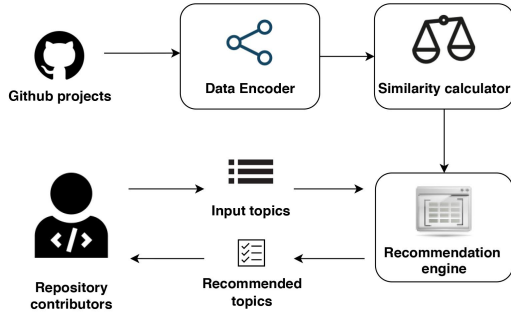 Github projects
Data Encoder
Similarity calculator
Input topics
</>
Repository
contributors
Recommended
topics
Recommendation
engine